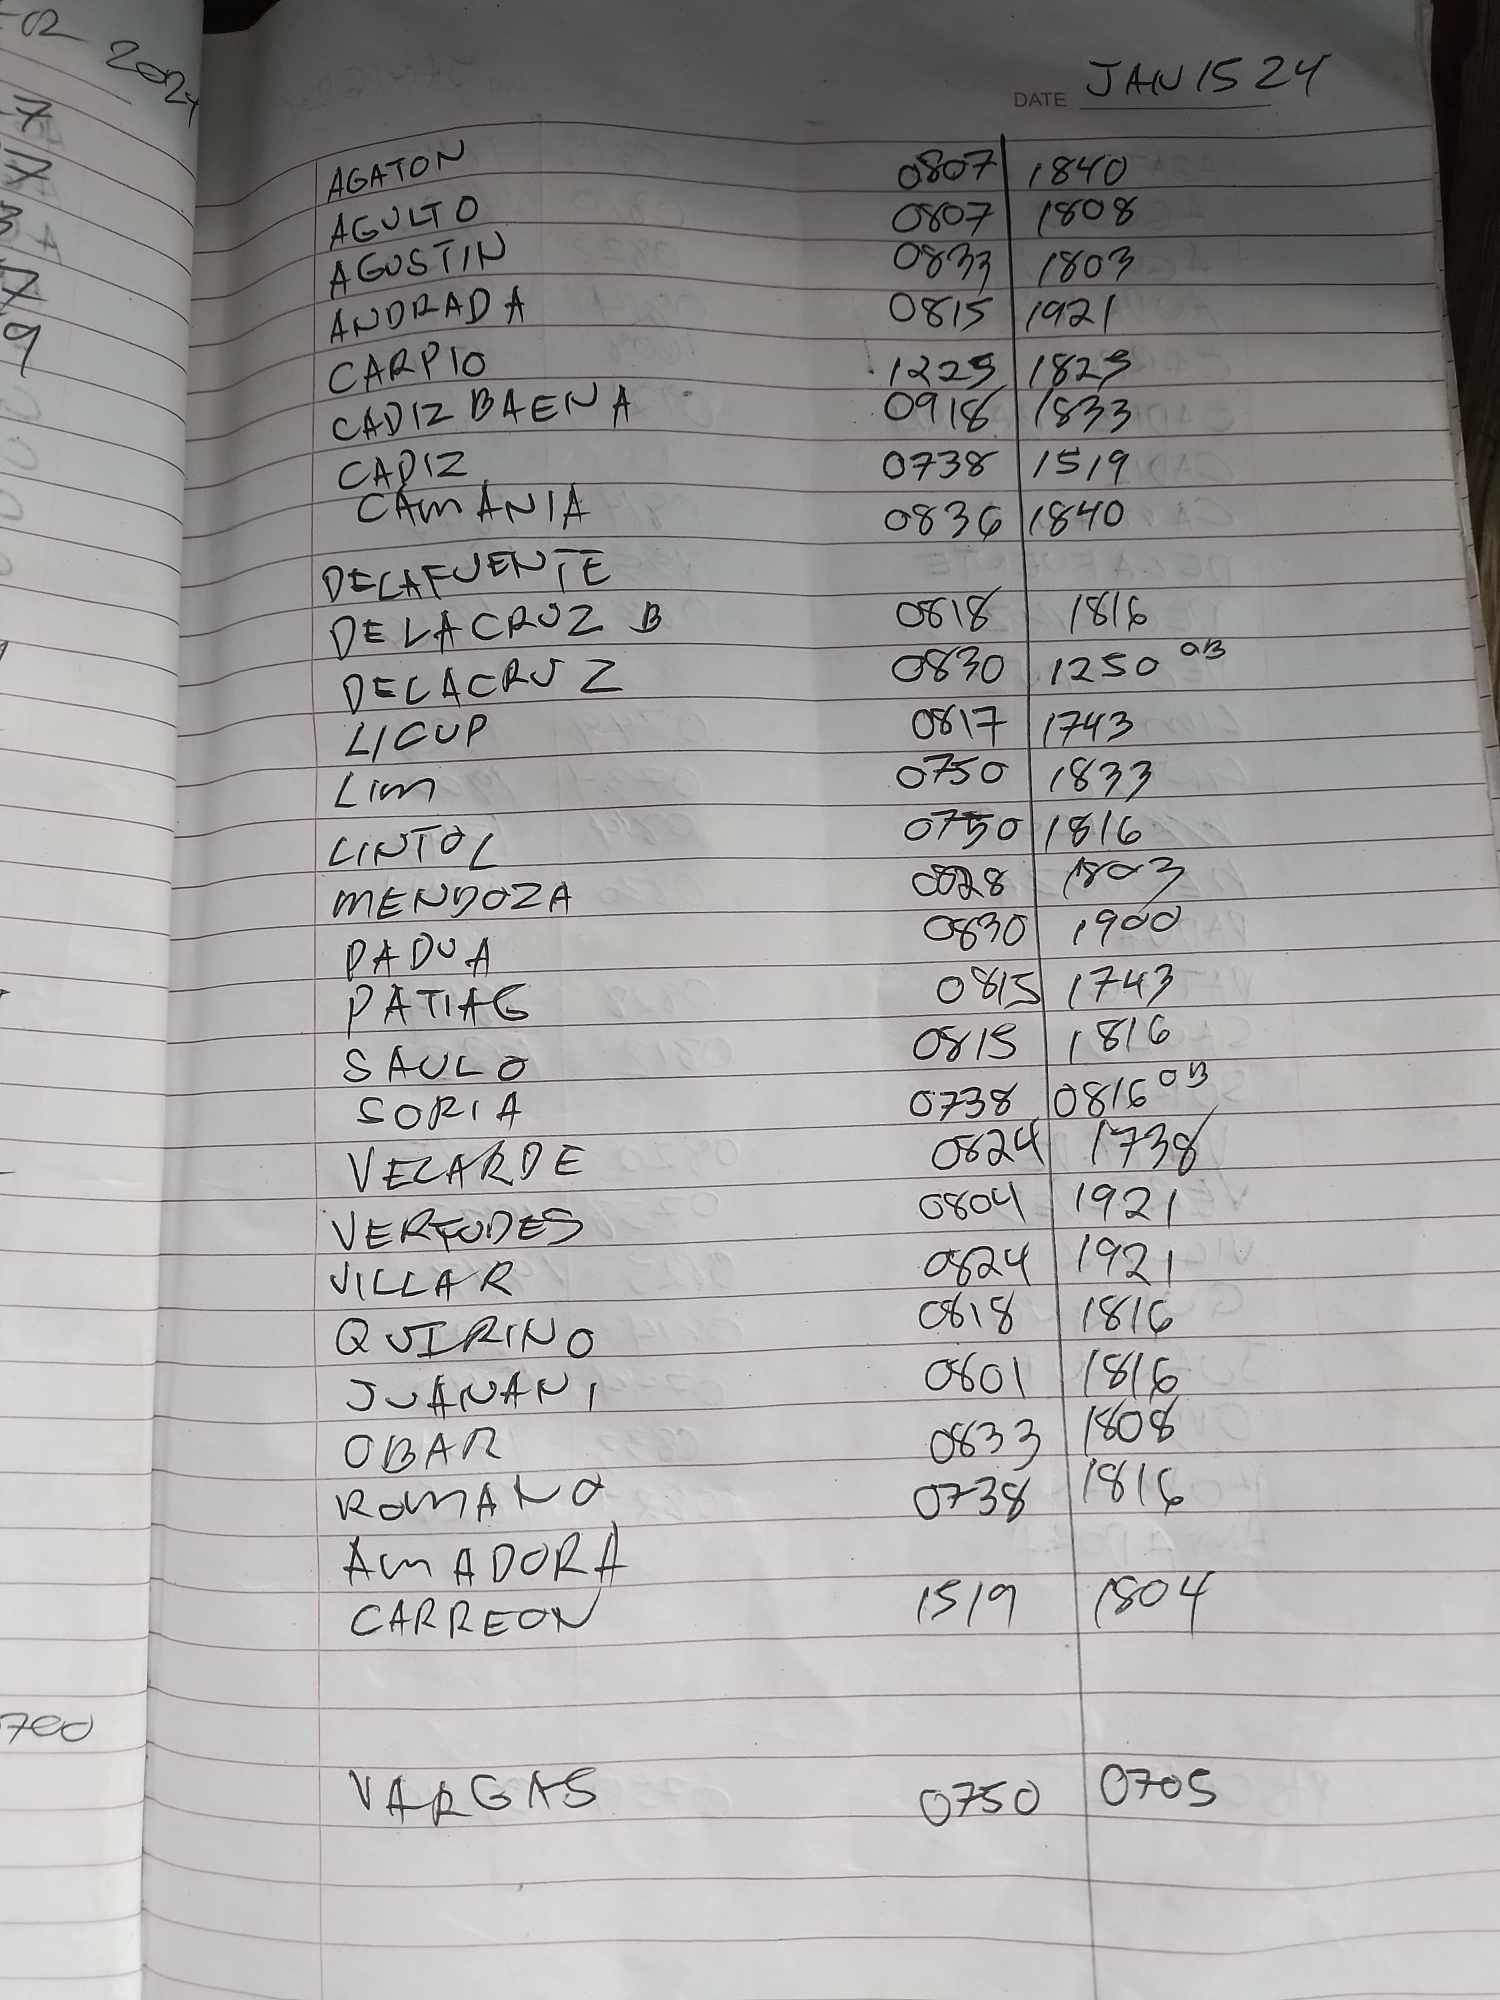 ER 2024
7
17
3
7
9
700
DATE JAN 15 24
AGATON 0807 1840
AGULTO 0807 1808
AGUSTIN 0833 1803
ANDRADA 0815 1921
CARPIO 1225 1825
CADIZ BAENA 0918 1833
CADIZ 0738 1519
CAMANIA 0836 1840
DELAFUENTE
DELACRUZ B 0818 1816
DELACRUZ 0830 1250 OB
LICUP 0817 1743
LIM 0750 1833
LINTOL 0750 1816
MENDOZA 0828 1803
PADUA 0830 1900
PATIAG 0815 1743
SAULO 0815 1816
SORIA 0738 0816 OB
VELARDE 0824 1738
VERTUDES 0804 1921
VILLAR 0824 1921
QUIRINO 0818 1816
JUANANI 0801 1816
OBAR 0833 1808
ROMANO 0738 1816
AMADORA
CARREON 1519 1804
VARGAS 0750 0705